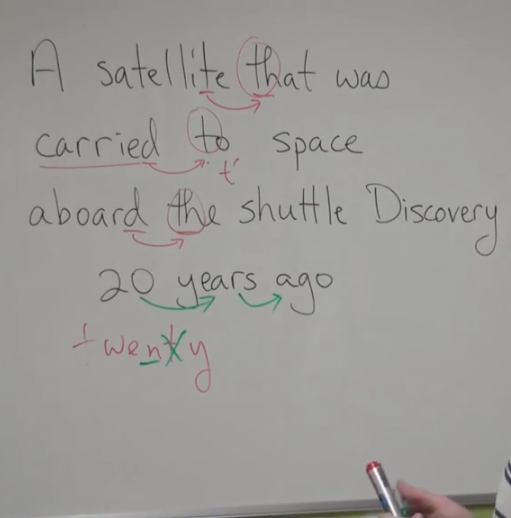 A satellite that was
carried to space
t'
aboard the shuttle Discovery
20 years ago
twenty